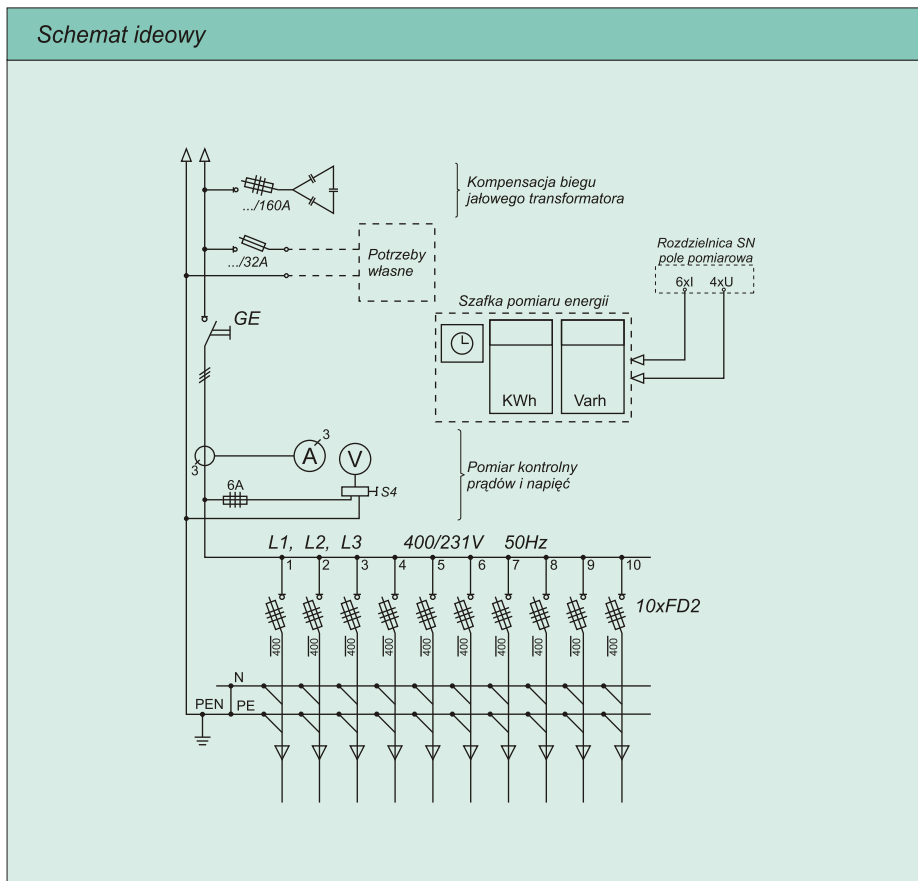 Schemat ideowy
.../160A
Kompensacja biegu
jałowego transformatora
.../32A
Potrzeby
własne
Rozdzielnica SN
pole pomiarowa
6xI 4xU
Szafka pomiaru energii
GE
KWh Varh
3
A
3
V
6A
S4
Pomiar kontrolny
prądów i napięć
L1, L2, L3 400/231V 50Hz
1 2 3 4 5 6 7 8 9 10
10xFD2
400 400 400 400 400 400 400 400 400 400
N
PEN PE